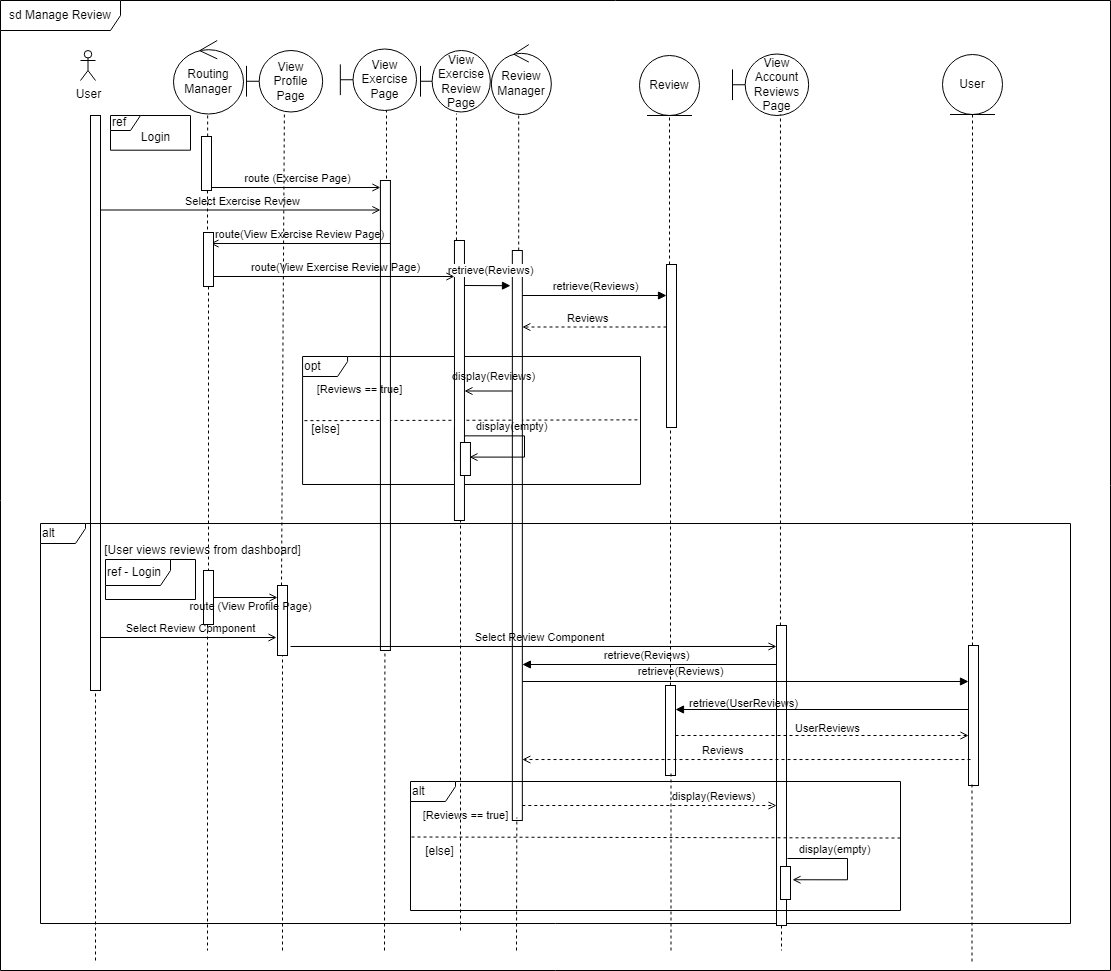 sd Manage Review
User
Routing
Manager
View
Profile
Page
View
Exercise
Page
View
Exercise
Review
Page
Review
Manager
Review
View
Account
Reviews
Page
User
ref
Login
route (Exercise Page)
Select Exercise Review
route(View Exercise Review Page)
route(View Exercise Review Page)
retrieve(Reviews)
retrieve(Reviews)
Reviews
opt
display(Reviews)
[Reviews == true]
[else]
display(empty)
alt
[User views reviews from dashboard]
ref - Login
route (View Profile Page)
Select Review Component
Select Review Component
retrieve(Reviews)
retrieve(Reviews)
retrieve(UserReviews)
UserReviews
Reviews
alt
display(Reviews)
[Reviews == true]
[else]
display(empty)